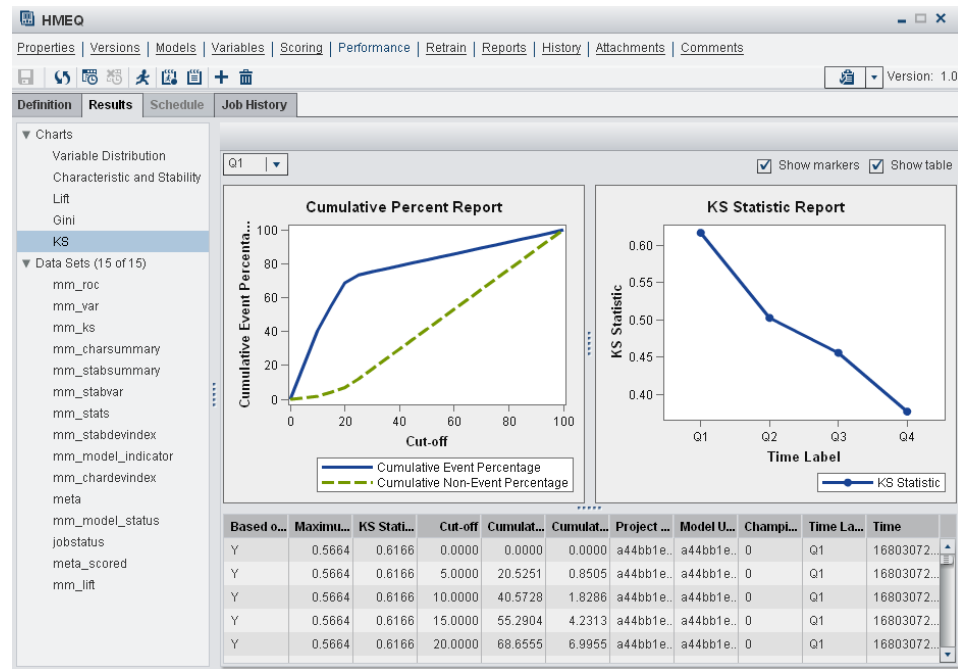 HMEQ
Properties | Versions | Models | Variables | Scoring | Performance | Retrain | Reports | History | Attachments | Comments
Version: 1.0
Definition Results Schedule Job History
Charts
Variable Distribution
Characteristic and Stability
Lift
Gini
KS
Data Sets (15 of 15)
mm_roc
mm_var
mm_ks
mm_charsummary
mm_stabsummary
mm_stabvar
mm_stats
mm_stabdevindex
mm_model_indicator
mm_chardevindex
meta
mm_model_status
jobstatus
meta_scored
mm_lift
Q1
Show markers Show table
Cumulative Percent Report
Cumulative Event Percenta...
100
80
60
40
20
0
0 20 40 60 80 100
Cut-off
Cumulative Event Percentage
Cumulative Non-Event Percentage
KS Statistic Report
KS Statistic
0.60
0.55
0.50
0.45
0.40
Q1 Q2 Q3 Q4
Time Label
KS Statistic
Based o... Maximu... KS Stati... Cut-off Cumulat... Cumulat... Project ... Model U... Champi... Time La... Time
Y 0.5664 0.6166 0.0000 0.0000 0.0000 a44bb1e.. a44bb1e.. 0 Q1 16803072...
Y 0.5664 0.6166 5.0000 20.5251 0.8505 a44bb1e.. a44bb1e.. 0 Q1 16803072...
Y 0.5664 0.6166 10.0000 40.5728 1.8286 a44bb1e.. a44bb1e.. 0 Q1 16803072...
Y 0.5664 0.6166 15.0000 55.2904 4.2313 a44bb1e.. a44bb1e.. 0 Q1 16803072...
Y 0.5664 0.6166 20.0000 68.6555 6.9955 a44bb1e.. a44bb1e.. 0 Q1 16803072...